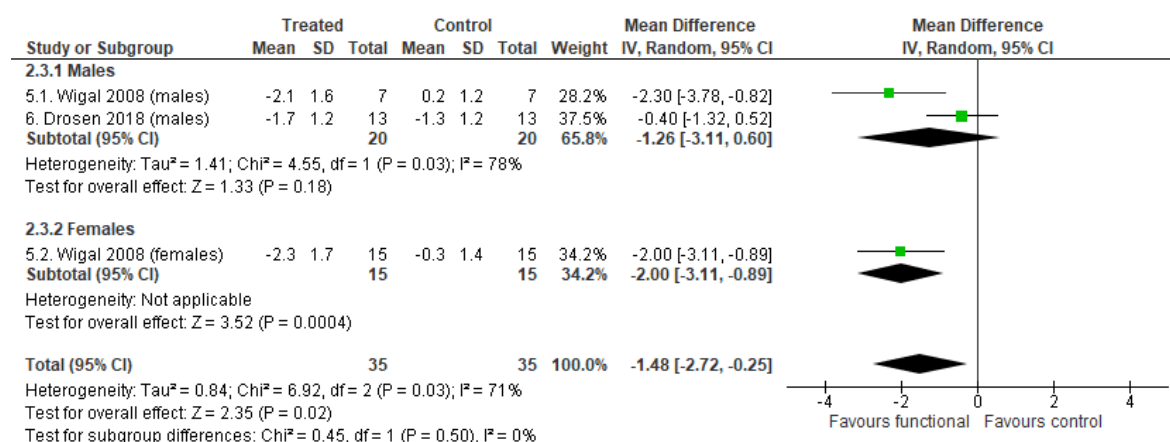 Treated Control Mean Difference Mean Difference
Study or Subgroup Mean SD Total Mean SD Total Weight IV, Random, 95% CI IV, Random, 95% CI
2.3.1 Males
5.1. Wigal 2008 (males) -2.1 1.6 7 0.2 1.2 7 28.2% -2.30 [-3.78, -0.82]
6. Drosen 2018 (males) -1.7 1.2 13 -1.3 1.2 13 37.5% -0.40 [-1.32, 0.52]
Subtotal (95% CI) 20 20 65.8% -1.26 [-3.11, 0.60]
Heterogeneity: Tau² = 1.41; Chi² = 4.55, df = 1 (P = 0.03); I² = 78%
Test for overall effect: Z = 1.33 (P = 0.18)
2.3.2 Females
5.2. Wigal 2008 (females) -2.3 1.7 15 -0.3 1.4 15 34.2% -2.00 [-3.11, -0.89]
Subtotal (95% CI) 15 15 34.2% -2.00 [-3.11, -0.89]
Heterogeneity: Not applicable
Test for overall effect: Z = 3.52 (P = 0.0004)
Total (95% CI) 35 35 100.0% -1.48 [-2.72, -0.25]
Heterogeneity: Tau² = 0.84; Chi² = 6.92, df = 2 (P = 0.03); I² = 71%
Test for overall effect: Z = 2.35 (P = 0.02)
Test for subgroup differences: Chi² = 0.45, df = 1 (P = 0.50), I² = 0%
-4 -2 0 2 4
Favours functional Favours control